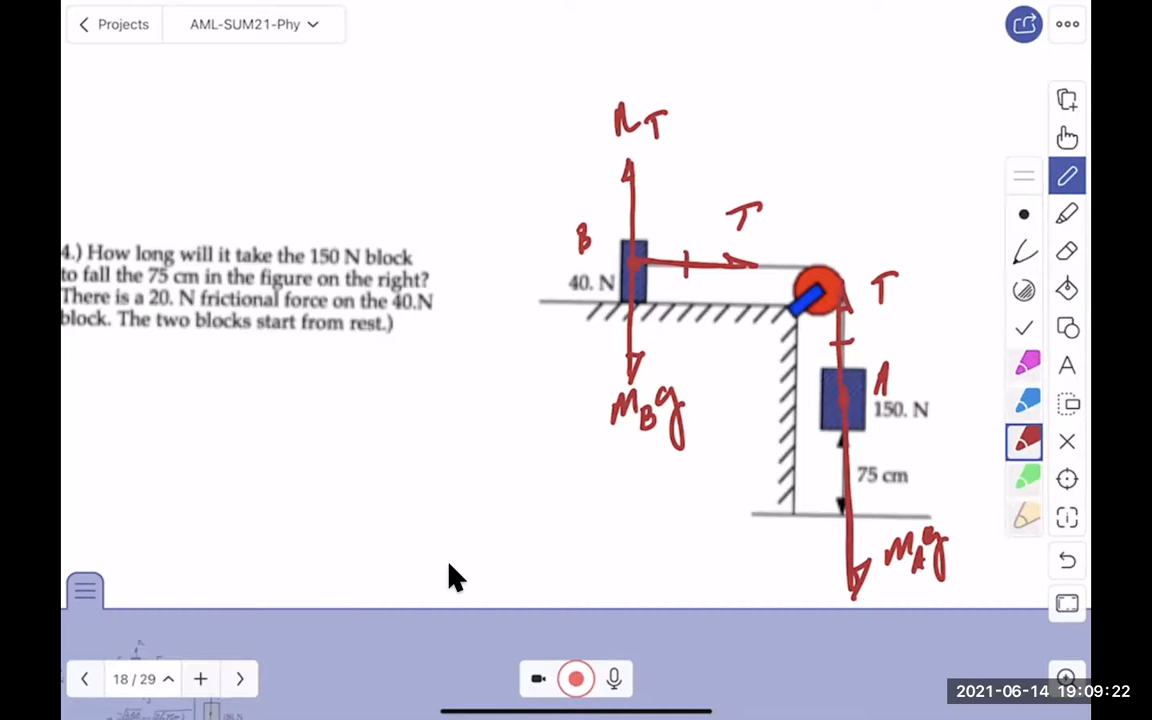 Projects
AML-SUM21-Phy
4.) How long will it take the 150 N block
to fall the 75 cm in the figure on the right?
There is a 20. N frictional force on the 40.N
block. The two blocks start from rest.)
T
B
T
40. N
T
A
150. N
MBg
75 cm
MAg
A
18 / 29
2021-06-14 19:09:22